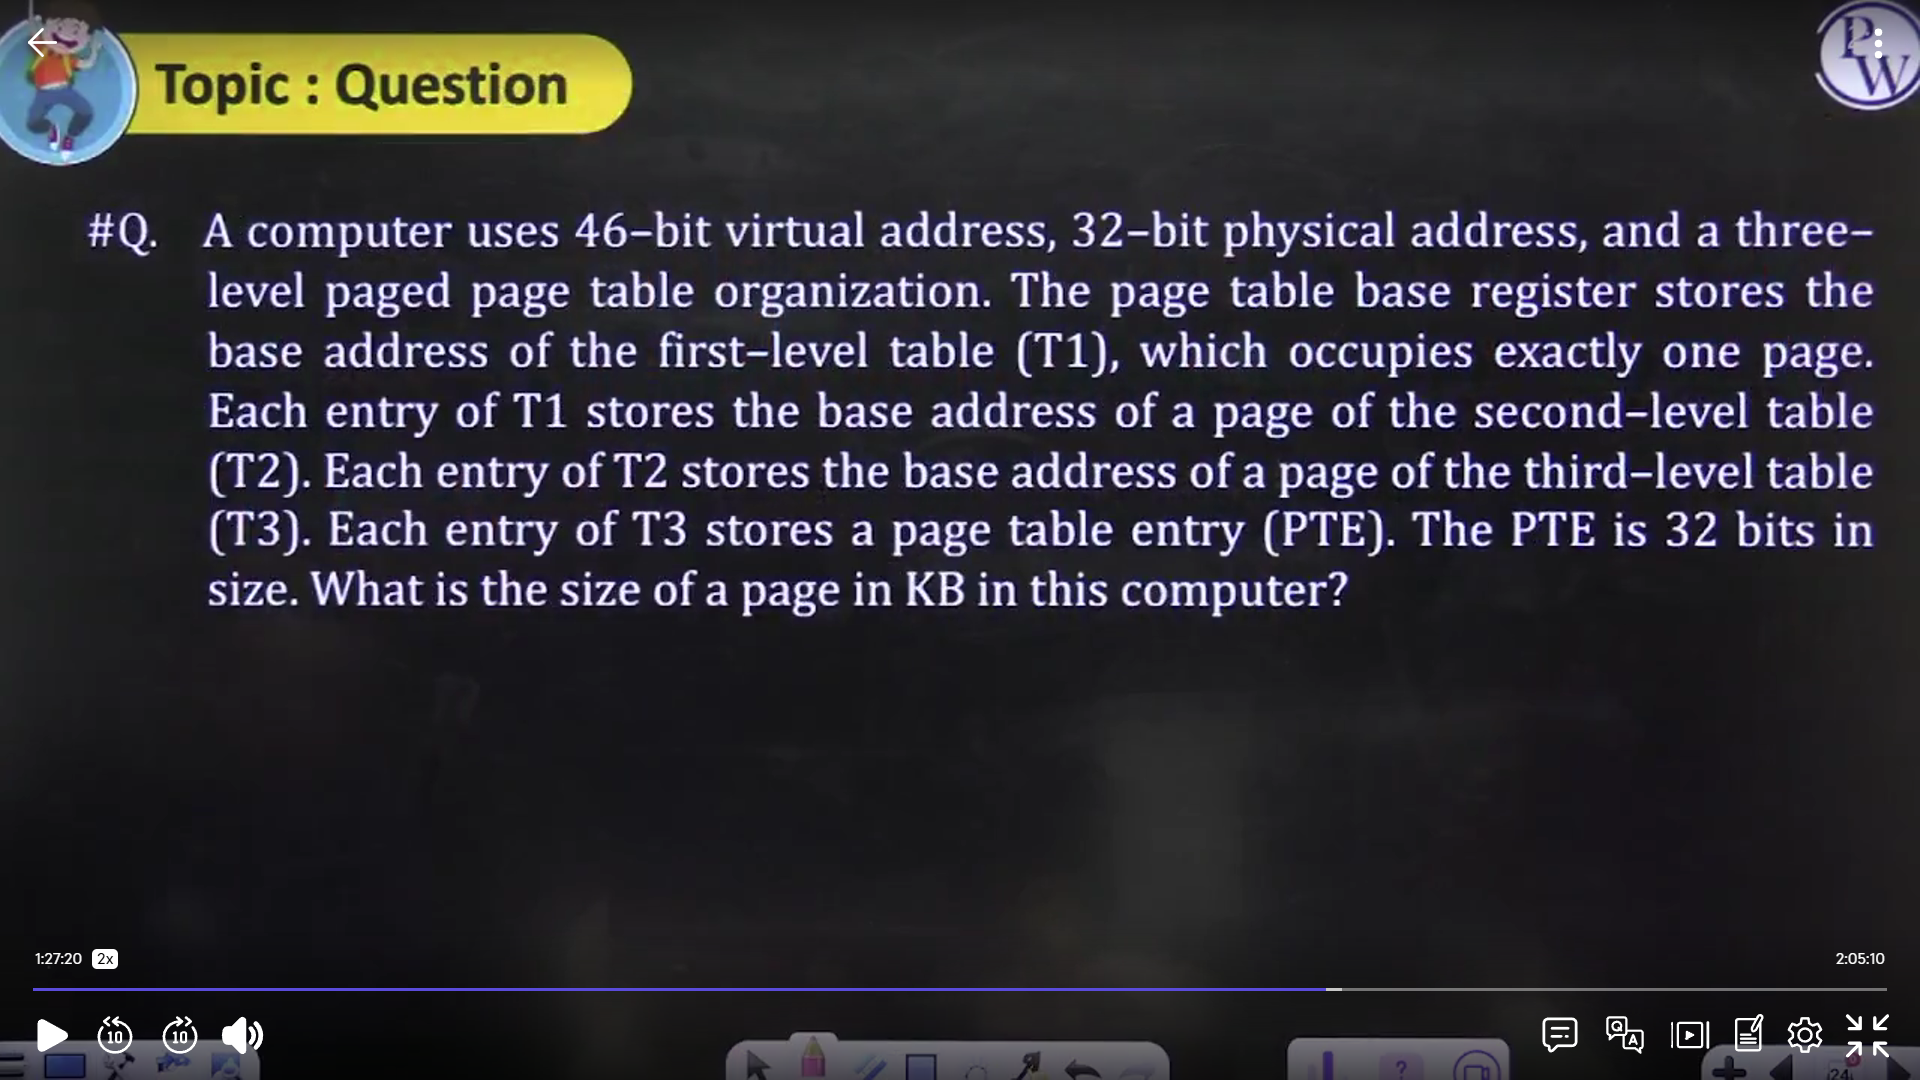 Topic : Question
PW
#Q. A computer uses 46–bit virtual address, 32–bit physical address, and a three–
level paged page table organization. The page table base register stores the
base address of the first–level table (T1), which occupies exactly one page.
Each entry of T1 stores the base address of a page of the second–level table
(T2). Each entry of T2 stores the base address of a page of the third–level table
(T3). Each entry of T3 stores a page table entry (PTE). The PTE is 32 bits in
size. What is the size of a page in KB in this computer?
1:27:20 2x
2:05:10
10
10
Q A
?
24